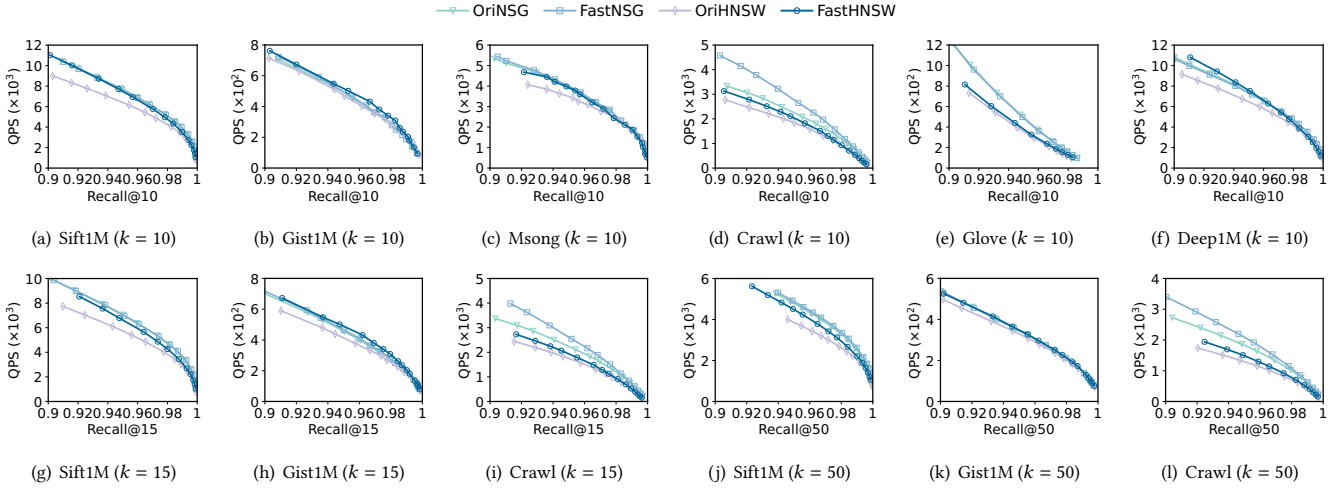 OriNSG FastNSG OriHNSW FastHNSW
12
10
8
6
4
2
0
QPS (×10³)
0.9 0.92 0.94 0.96 0.98 1
Recall@10
(a) Sift1M (k = 10)
8
6
4
2
0
QPS (×10²)
0.9 0.92 0.94 0.96 0.98 1
Recall@10
(b) Gist1M (k = 10)
6
5
4
3
2
1
0
QPS (×10³)
0.9 0.92 0.94 0.96 0.98 1
Recall@10
(c) Msong (k = 10)
5
4
3
2
1
0
QPS (×10³)
0.9 0.92 0.94 0.96 0.98 1
Recall@10
(d) Crawl (k = 10)
12
10
8
6
4
2
0
QPS (×10³)
0.9 0.92 0.94 0.96 0.98 1
Recall@10
(e) Glove (k = 10)
12
10
8
6
4
2
0
QPS (×10³)
0.9 0.92 0.94 0.96 0.98 1
Recall@10
(f) Deep1M (k = 10)
10
8
6
4
2
0
QPS (×10³)
0.9 0.92 0.94 0.96 0.98 1
Recall@15
(g) Sift1M (k = 15)
8
6
4
2
0
QPS (×10²)
0.9 0.92 0.94 0.96 0.98 1
Recall@15
(h) Gist1M (k = 15)
5
4
3
2
1
0
QPS (×10³)
0.9 0.92 0.94 0.96 0.98 1
Recall@15
(i) Crawl (k = 15)
6
4
2
0
QPS (×10³)
0.9 0.92 0.94 0.96 0.98 1
Recall@50
(j) Sift1M (k = 50)
6
4
2
0
QPS (×10²)
0.9 0.92 0.94 0.96 0.98 1
Recall@50
(k) Gist1M (k = 50)
4
3
2
1
0
QPS (×10³)
0.9 0.92 0.94 0.96 0.98 1
Recall@50
(l) Crawl (k = 50)